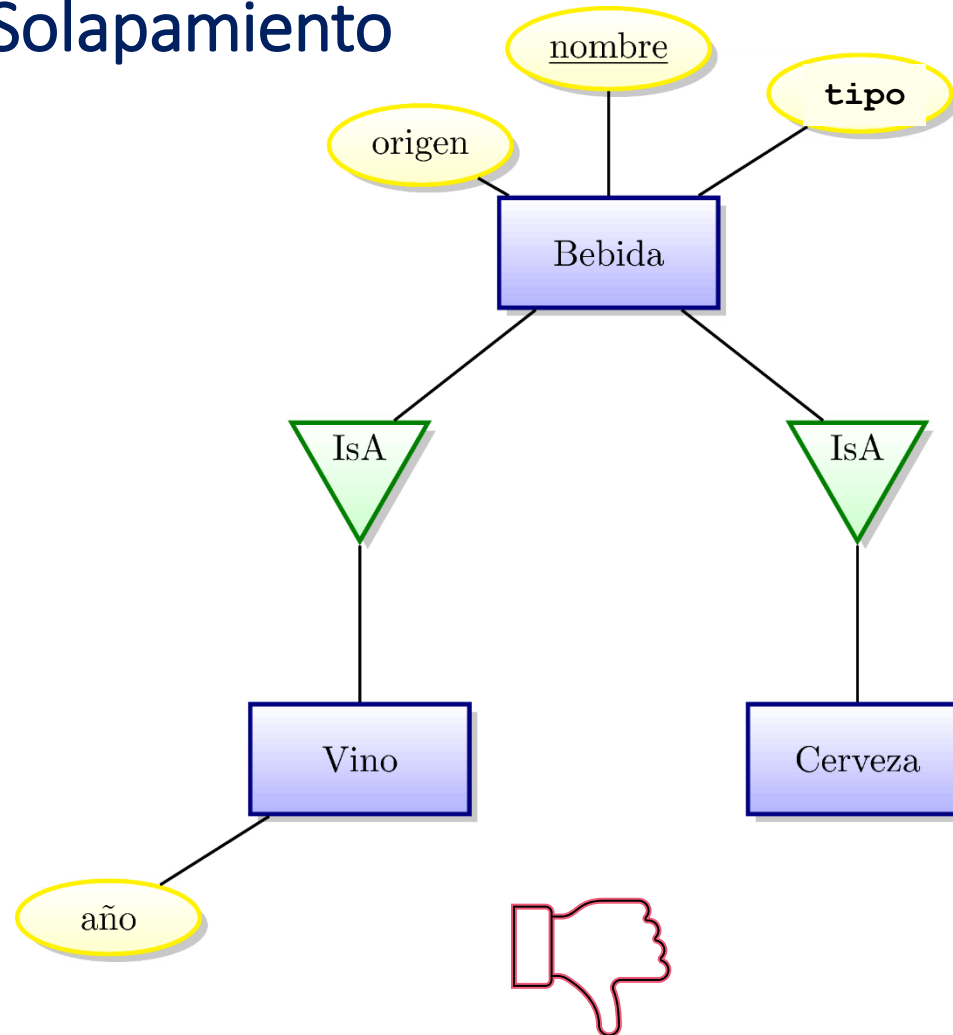 Solapamiento
nombre
tipo
origen
Bebida
IsA
IsA
Vino
Cerveza
año